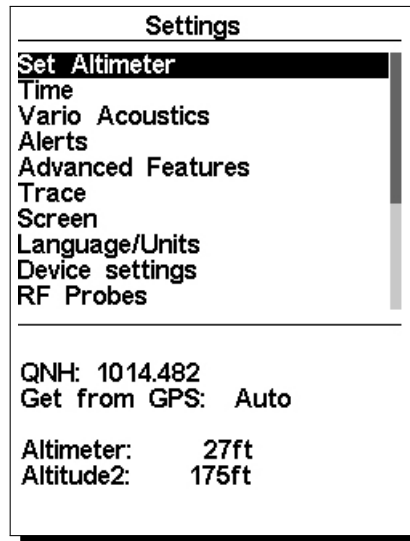 Settings
Set Altimeter
Time
Vario Acoustics
Alerts
Advanced Features
Trace
Screen
Language/Units
Device settings
RF Probes
QNH: 1014.482
Get from GPS: Auto
Altimeter: 27ft
Altitude2: 175ft